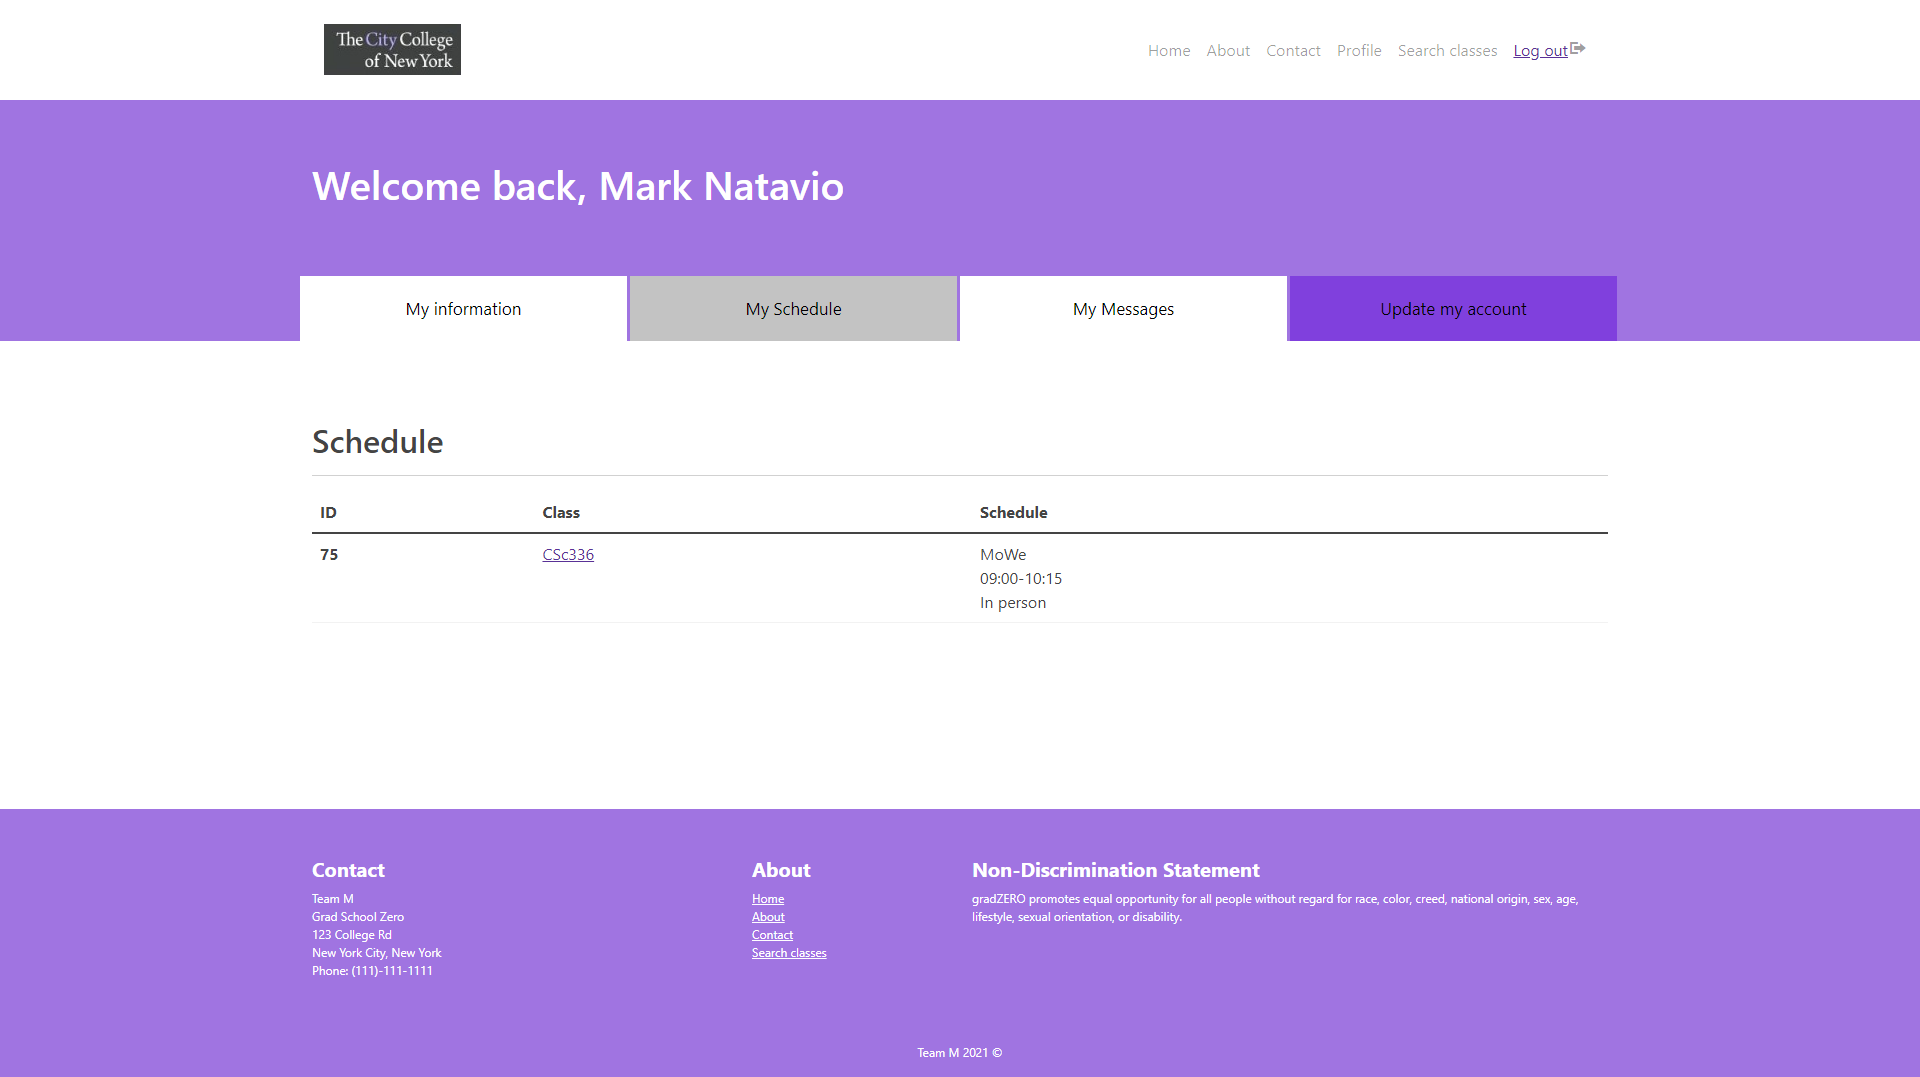 The City College
of New York
Home About Contact Profile Search classes Log out
Welcome back, Mark Natavio
My information My Schedule My Messages Update my account
Schedule
ID Class Schedule
75 CSc336 MoWe
09:00-10:15
In person
Contact
Team M
Grad School Zero
123 College Rd
New York City, New York
Phone: (111)-111-1111
About
Home
About
Contact
Search classes
Non-Discrimination Statement
gradZERO promotes equal opportunity for all people without regard for race, color, creed, national origin, sex, age,
lifestyle, sexual orientation, or disability.
Team M 2021 ©